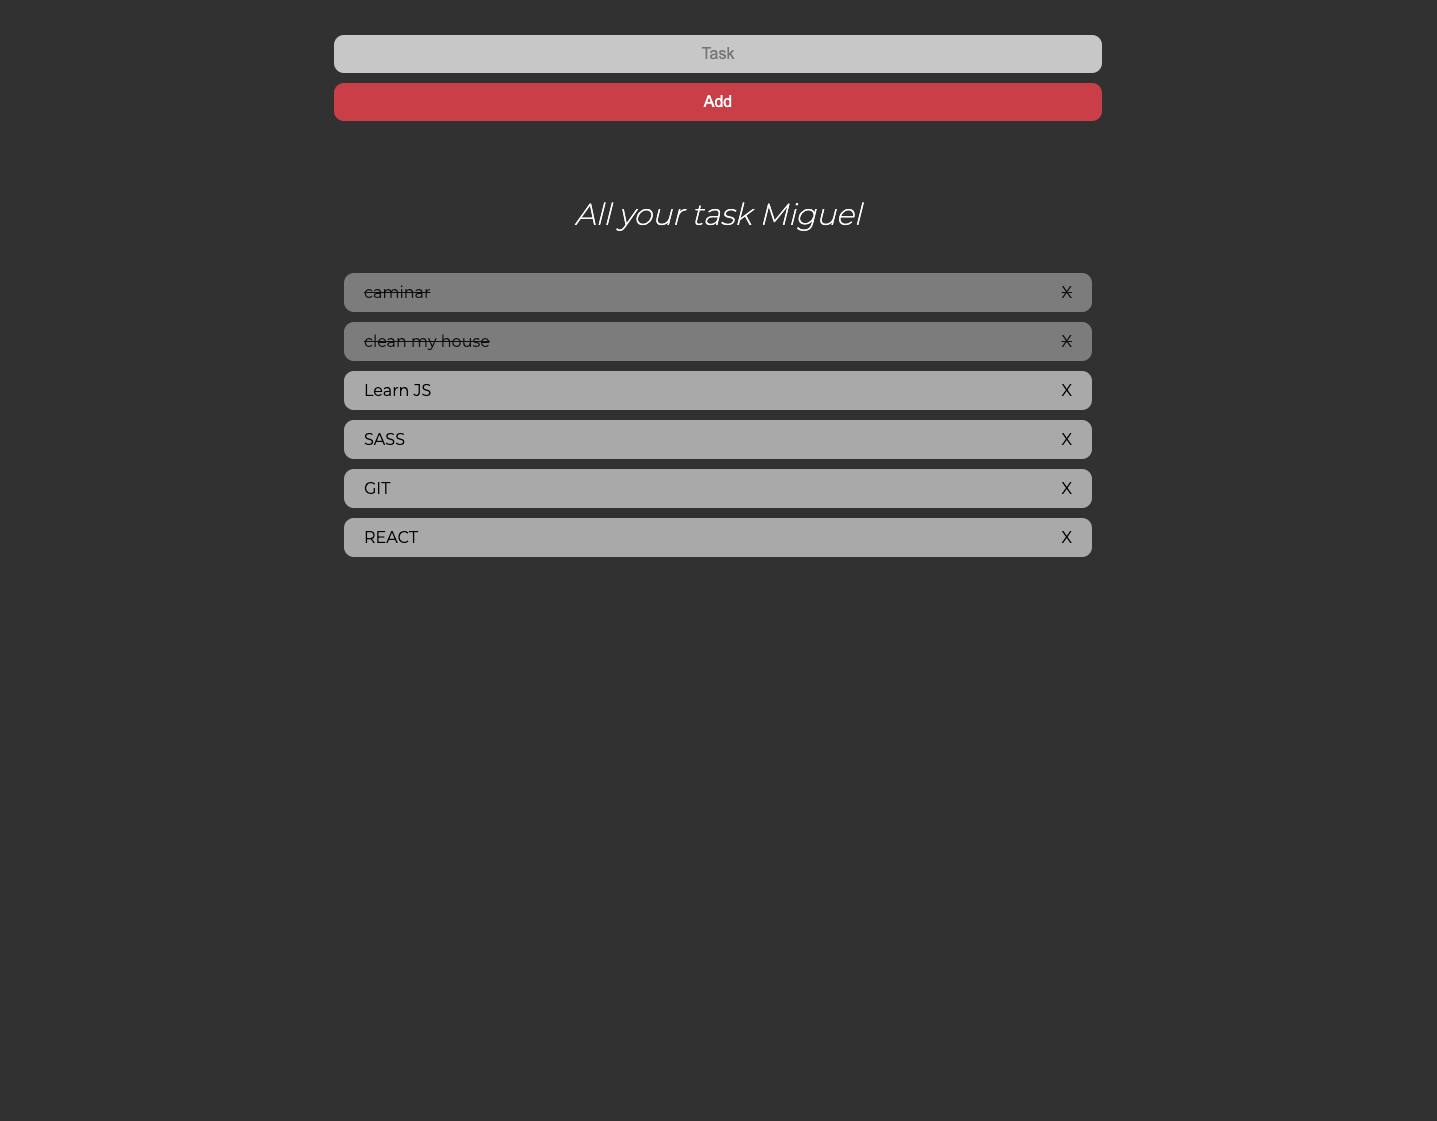 Task
Add
All your task Miguel
caminar X
clean my house X
Learn JS X
SASS X
GIT X
REACT X